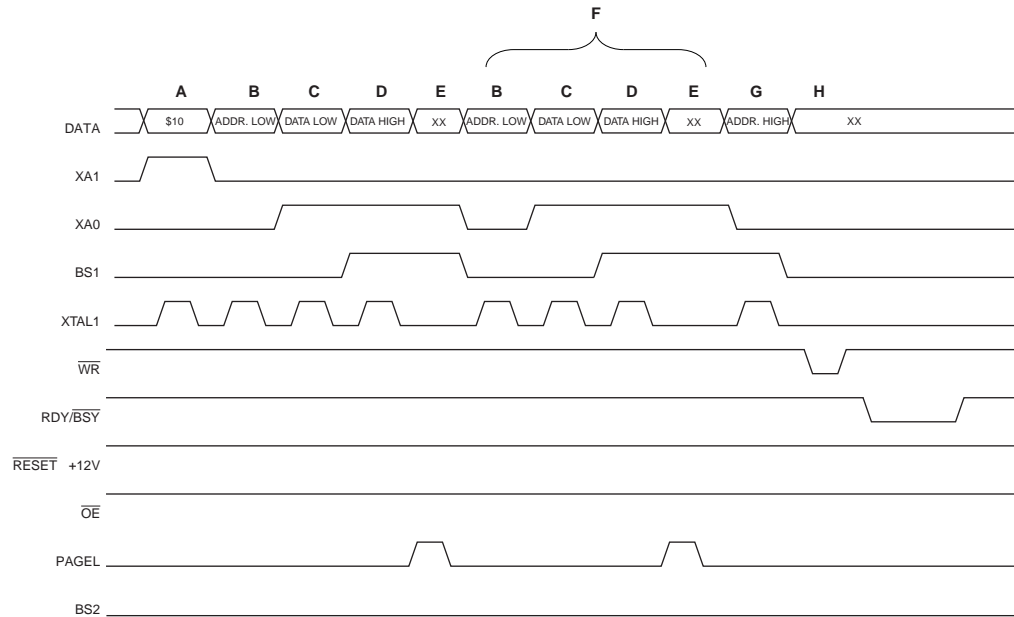 F
A B C D E B C D E G H
DATA $10 ADDR. LOW DATA LOW DATA HIGH XX ADDR. LOW DATA LOW DATA HIGH XX ADDR. HIGH XX
XA1
XA0
BS1
XTAL1
WR
RDY/BSY
RESET +12V
OE
PAGEL
BS2